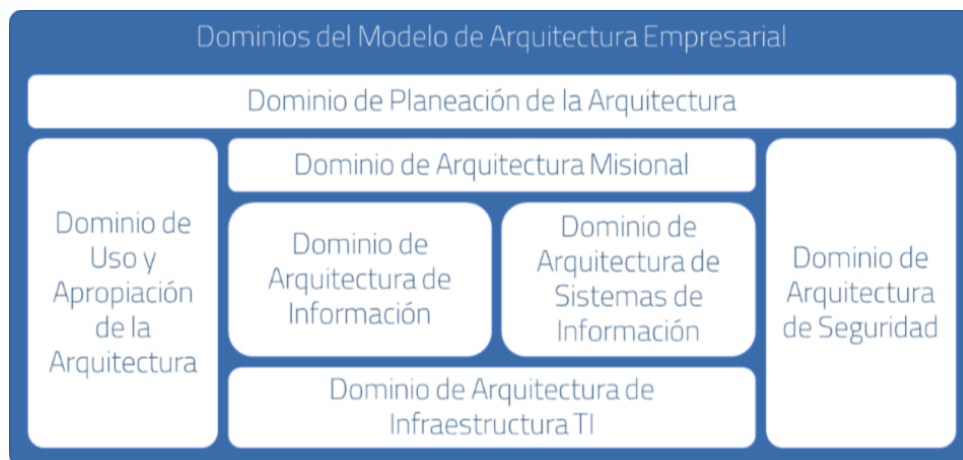 Dominios del Modelo de Arquitectura Empresarial
Dominio de Planeación de la Arquitectura
Dominio de
Uso y
Apropiación
de la
Arquitectura
Dominio de Arquitectura Misional
Dominio de
Arquitectura de
Información
Dominio de
Arquitectura de
Sistemas de
Información
Dominio de Arquitectura de
Infraestructura TI
Dominio de
Arquitectura
de Seguridad